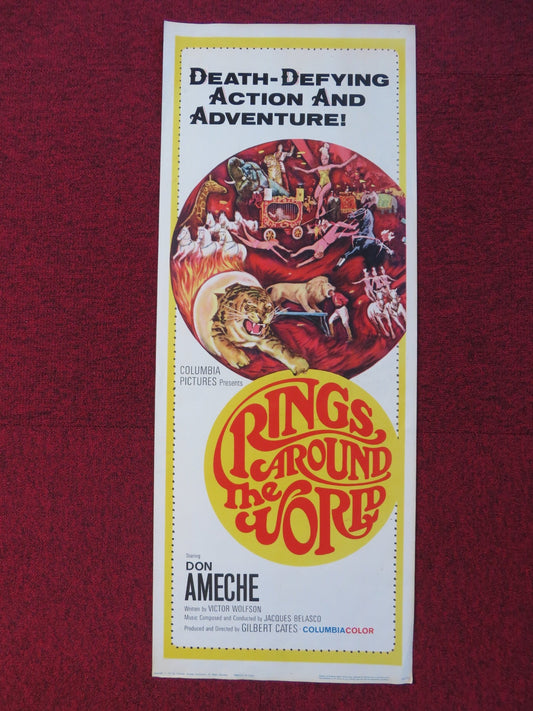 DEATH-DEFYING
ACTION AND
ADVENTURE!
COLUMBIA
PICTURES Presents
RINGS
AROUND
The
WORLD
Starring
DON
AMECHE
Written by VICTOR WOLFSON
Music Composed and Conducted by JACQUES BELASCO
Produced and Directed by GILBERT CATES COLUMBIACOLOR